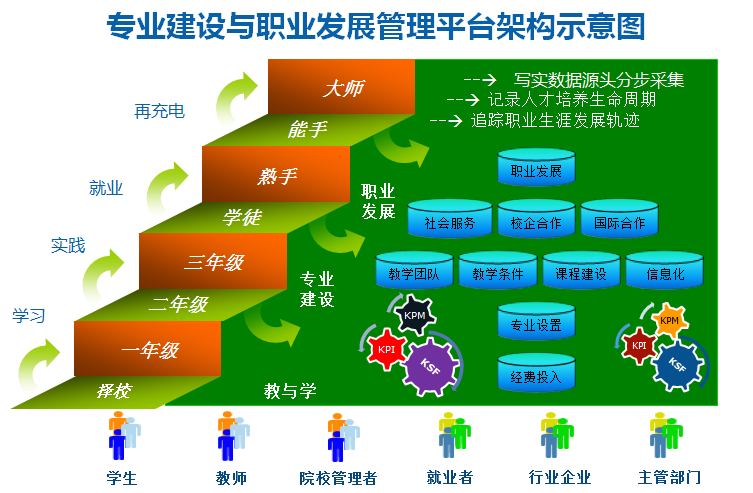 专业建设与职业发展管理平台架构示意图
大师
写实数据源头分步采集
记录人才培养生命周期
追踪职业生涯发展轨迹
再充电
能手
职业发展
熟手
就业
职业
发展
学徒
社会服务
校企合作
国际合作
实践
三年级
教学团队
教学条件
课程建设
信息化
专业
建设
二年级
学习
KPM
KPI
KSF
专业设置
KPM
KPI
KSF
一年级
经费投入
择校
教与学
学生
教师
院校管理者
就业者
行业企业
主管部门